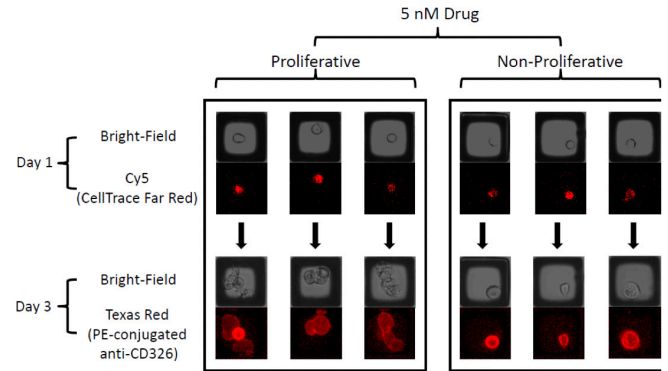 5 nM Drug
Proliferative
Non-Proliferative
Day 1
Bright-Field
Cy5
(CellTrace Far Red)
Day 3
Bright-Field
Texas Red
(PE-conjugated
anti-CD326)